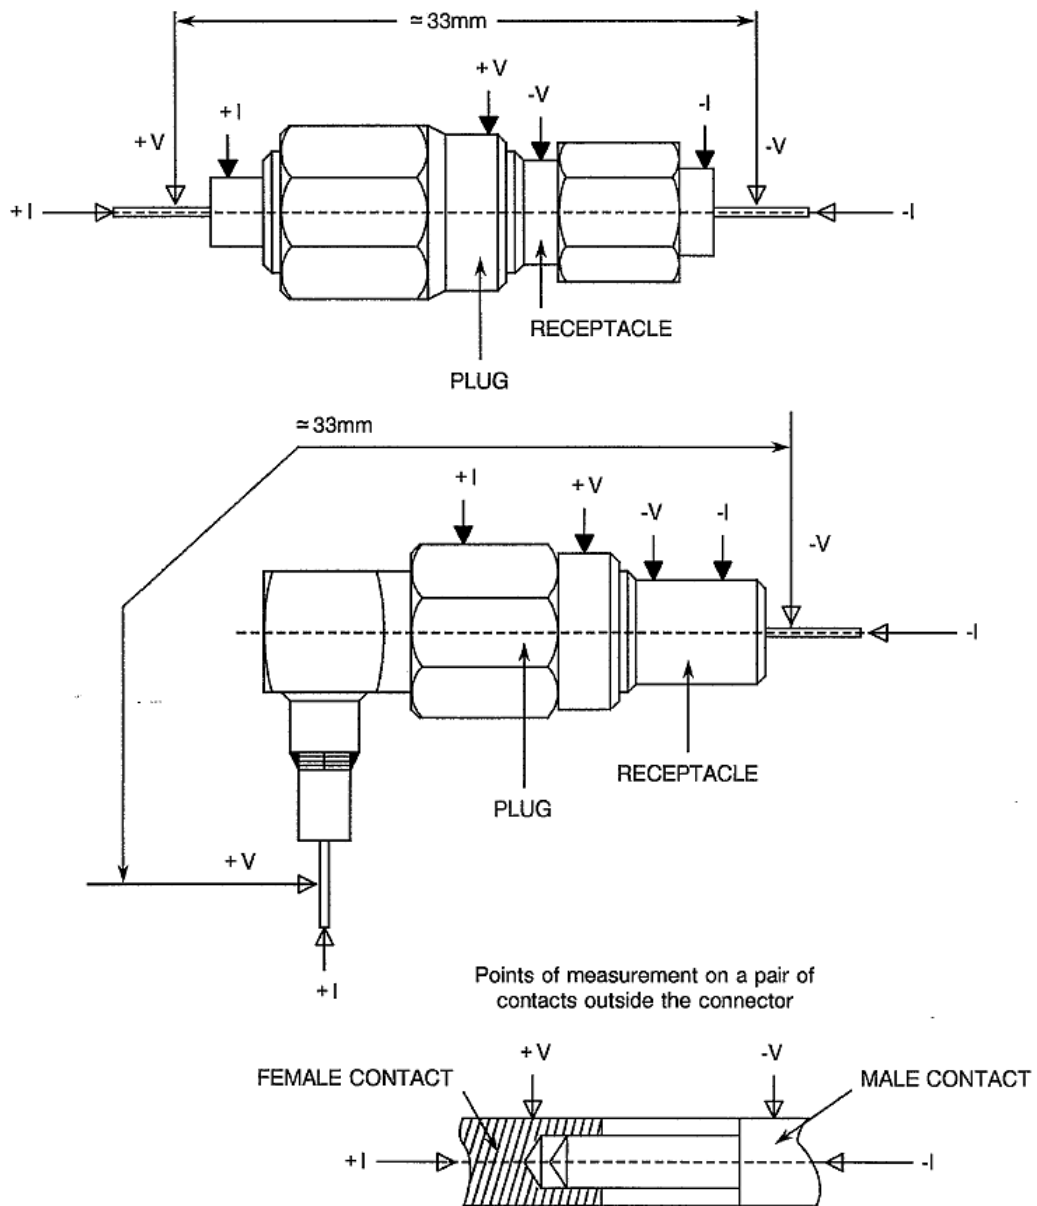 ≃33mm
+V
-V
+I
-I
+V
-V
+I
-I
RECEPTACLE
PLUG
≃33mm
+I
+V
-V
-I
-V
-I
RECEPTACLE
PLUG
+V
+I
Points of measurement on a pair of
contacts outside the connector
+V
-V
FEMALE CONTACT
MALE CONTACT
+I
-I